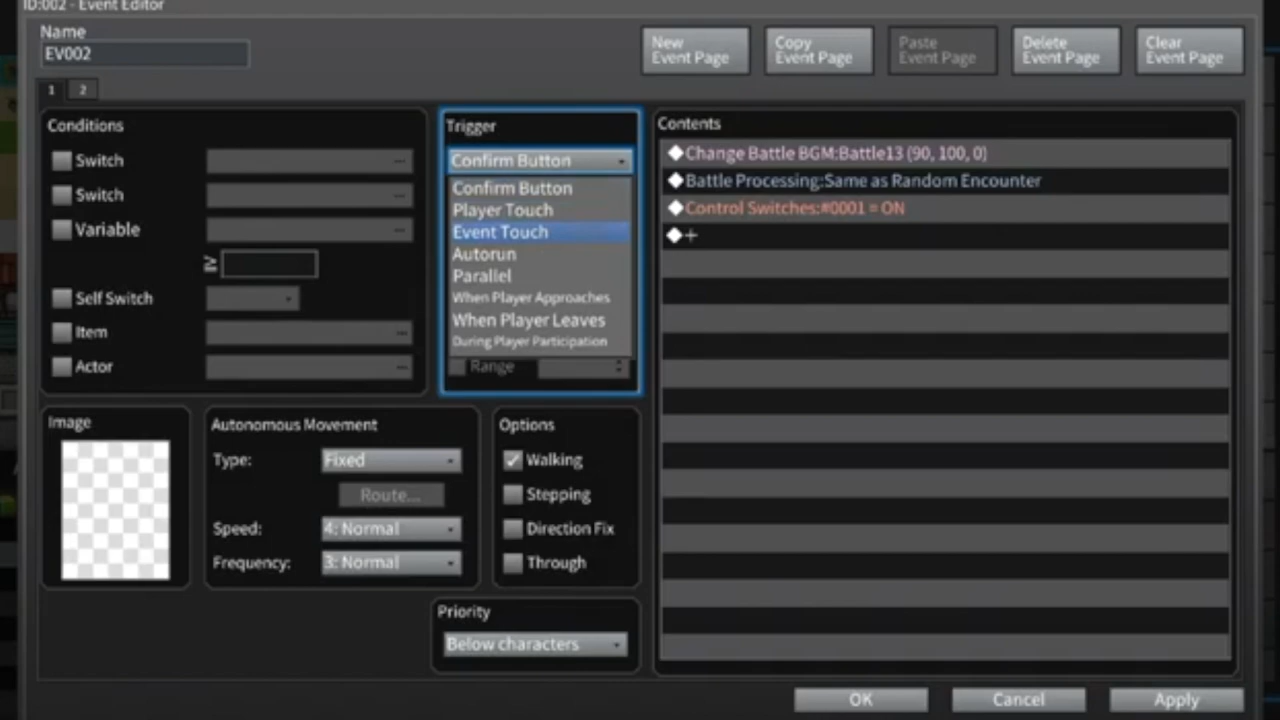 ID:002 - Event Editor
Name
EV002
New
Event Page
Copy
Event Page
Paste
Event Page
Delete
Event Page
Clear
Event Page
1
2
Conditions
Switch
...
Switch
...
Variable
...
≥
Self Switch
Item
...
Actor
...
Trigger
Confirm Button
Confirm Button
Player Touch
Event Touch
Autorun
Parallel
When Player Approaches
When Player Leaves
During Player Participation
Range
Contents
◆Change Battle BGM:Battle13 (90, 100, 0)
◆Battle Processing:Same as Random Encounter
◆Control Switches:#0001 = ON
◆+
Image
Autonomous Movement
Type:
Fixed
Route...
Speed:
4: Normal
Frequency:
3: Normal
Options
Walking
Stepping
Direction Fix
Through
Priority
Below characters
OK
Cancel
Apply